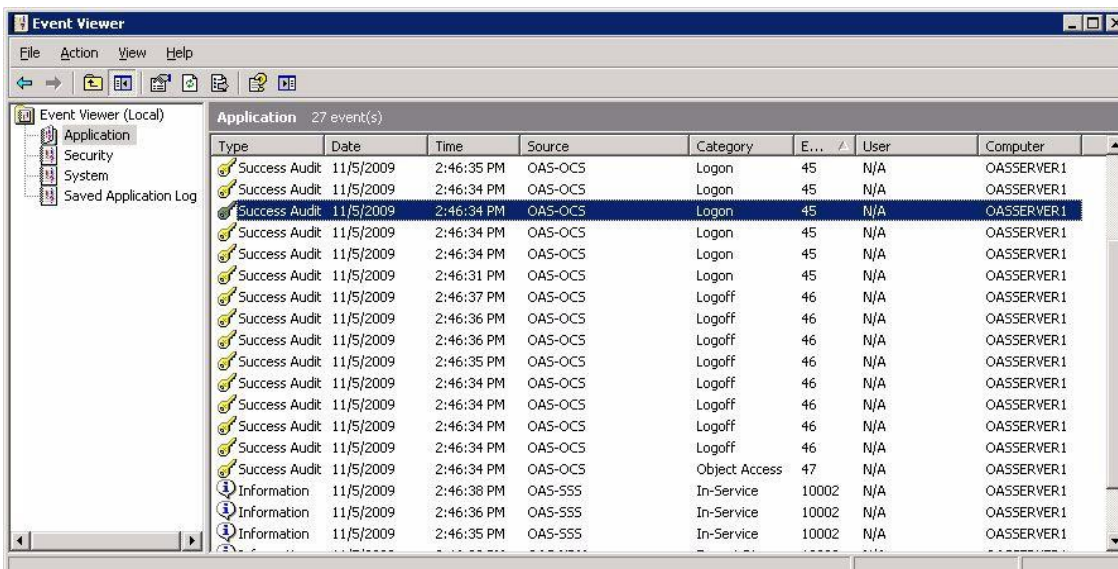 Event Viewer
File Action View Help
Event Viewer (Local)
Application
Security
System
Saved Application Log
Application 27 event(s)
Type Date Time Source Category E... User Computer
Success Audit 11/5/2009 2:46:35 PM OAS-OCS Logon 45 N/A OASSERVER1
Success Audit 11/5/2009 2:46:34 PM OAS-OCS Logon 45 N/A OASSERVER1
Success Audit 11/5/2009 2:46:34 PM OAS-OCS Logon 45 N/A OASSERVER1
Success Audit 11/5/2009 2:46:34 PM OAS-OCS Logon 45 N/A OASSERVER1
Success Audit 11/5/2009 2:46:34 PM OAS-OCS Logon 45 N/A OASSERVER1
Success Audit 11/5/2009 2:46:31 PM OAS-OCS Logon 45 N/A OASSERVER1
Success Audit 11/5/2009 2:46:37 PM OAS-OCS Logoff 46 N/A OASSERVER1
Success Audit 11/5/2009 2:46:36 PM OAS-OCS Logoff 46 N/A OASSERVER1
Success Audit 11/5/2009 2:46:36 PM OAS-OCS Logoff 46 N/A OASSERVER1
Success Audit 11/5/2009 2:46:35 PM OAS-OCS Logoff 46 N/A OASSERVER1
Success Audit 11/5/2009 2:46:34 PM OAS-OCS Logoff 46 N/A OASSERVER1
Success Audit 11/5/2009 2:46:34 PM OAS-OCS Logoff 46 N/A OASSERVER1
Success Audit 11/5/2009 2:46:34 PM OAS-OCS Logoff 46 N/A OASSERVER1
Success Audit 11/5/2009 2:46:34 PM OAS-OCS Logoff 46 N/A OASSERVER1
Success Audit 11/5/2009 2:46:34 PM OAS-OCS Object Access 47 N/A OASSERVER1
Information 11/5/2009 2:46:38 PM OAS-SSS In-Service 10002 N/A OASSERVER1
Information 11/5/2009 2:46:36 PM OAS-SSS In-Service 10002 N/A OASSERVER1
Information 11/5/2009 2:46:35 PM OAS-SSS In-Service 10002 N/A OASSERVER1